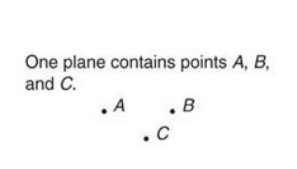 One plane contains points A, B,
and C.
A B
C